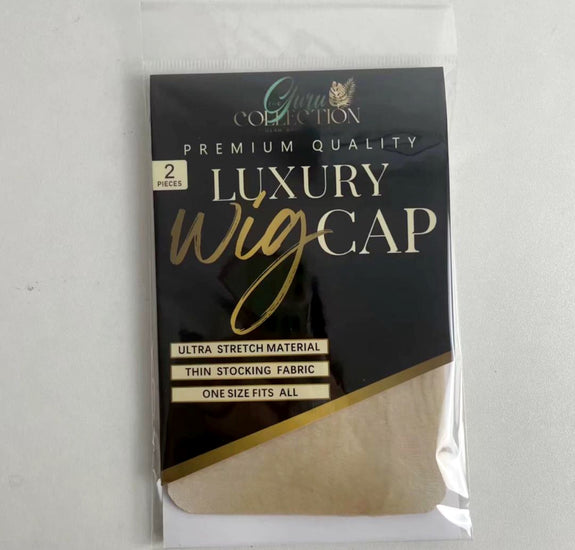 Guru
COLLECTION
PREMIUM QUALITY
2
PIECES
LUXURY
wig CAP
ULTRA STRETCH MATERIAL
THIN STOCKING FABRIC
ONE SIZE FITS ALL